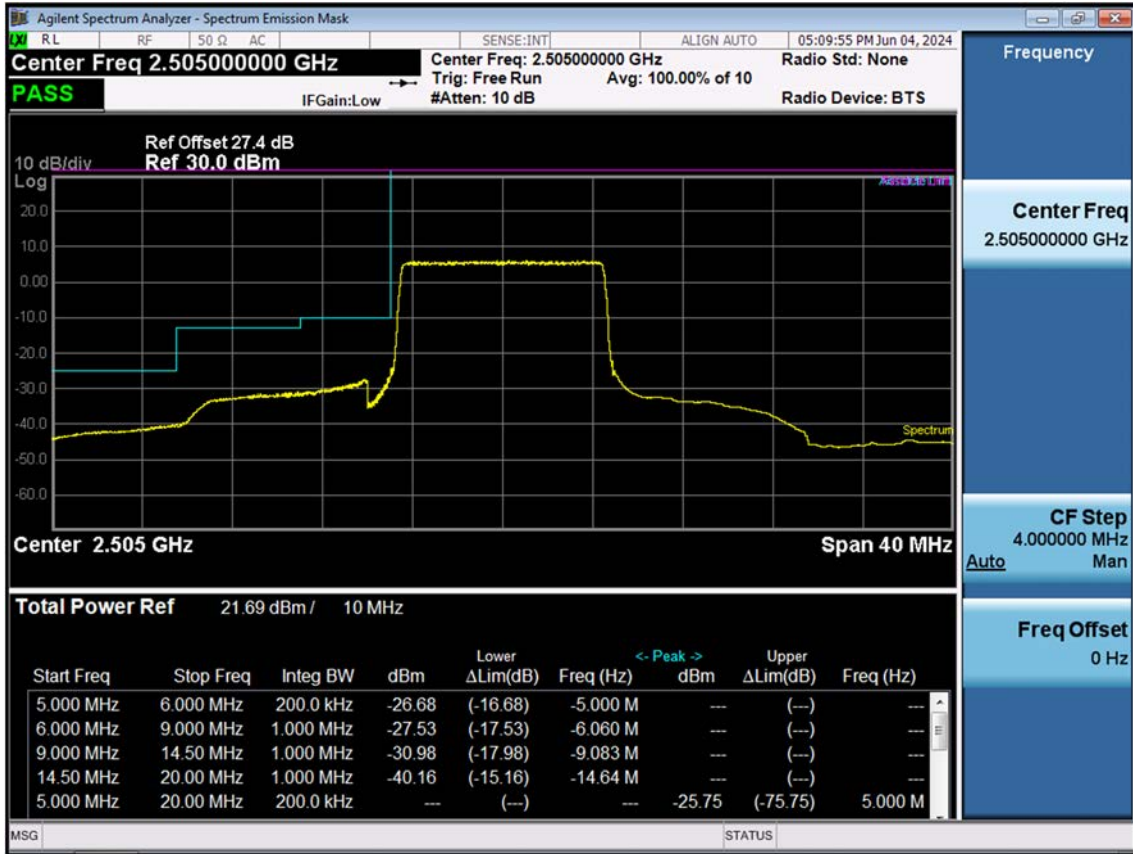 Agilent Spectrum Analyzer - Spectrum Emission Mask
LXI RL RF 50 Ω AC SENSE:INT ALIGN AUTO 05:09:55 PM Jun 04, 2024
Center Freq 2.505000000 GHz
Center Freq: 2.505000000 GHz Radio Std: None
Trig: Free Run Avg: 100.00% of 10
PASS IFGain:Low #Atten: 10 dB Radio Device: BTS
Frequency
Ref Offset 27.4 dB
10 dB/div Ref 30.0 dBm
Log
Absolute Limit
20.0
10.0
0.00
-10.0
-20.0
-30.0
-40.0
Spectrum
-50.0
-60.0
Center 2.505 GHz Span 40 MHz
Center Freq
2.505000000 GHz
CF Step
4.000000 MHz
Auto Man
Freq Offset
0 Hz
Total Power Ref 21.69 dBm / 10 MHz
Lower <- Peak -> Upper
Start Freq Stop Freq Integ BW dBm ΔLim(dB) Freq (Hz) dBm ΔLim(dB) Freq (Hz)
5.000 MHz 6.000 MHz 200.0 kHz -26.68 (-16.68) -5.000 M --- (---) ---
6.000 MHz 9.000 MHz 1.000 MHz -27.53 (-17.53) -6.060 M --- (---) ---
9.000 MHz 14.50 MHz 1.000 MHz -30.98 (-17.98) -9.083 M --- (---) ---
14.50 MHz 20.00 MHz 1.000 MHz -40.16 (-15.16) -14.64 M --- (---) ---
5.000 MHz 20.00 MHz 200.0 kHz --- (---) --- -25.75 (-75.75) 5.000 M
MSG STATUS